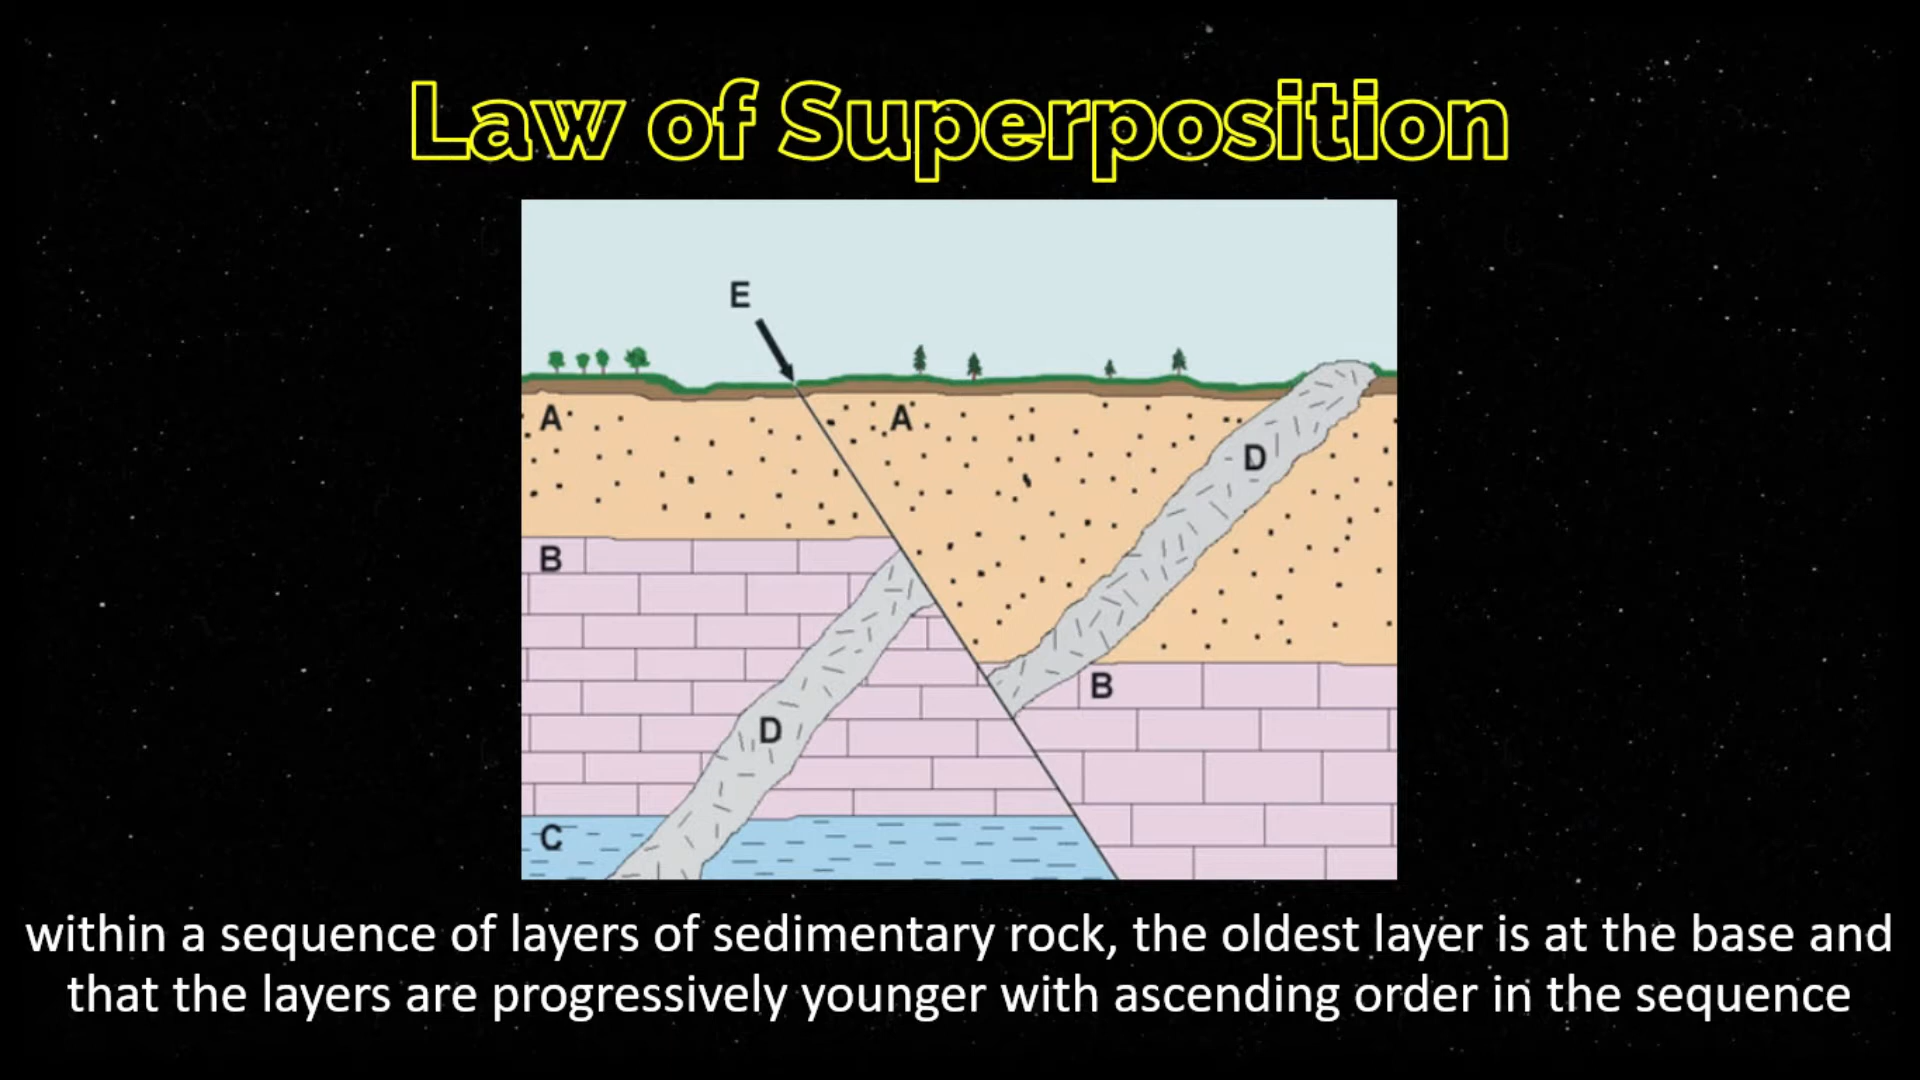 Law of Superposition
E
A A
D
B
B
D
C
within a sequence of layers of sedimentary rock, the oldest layer is at the base and
that the layers are progressively younger with ascending order in the sequence